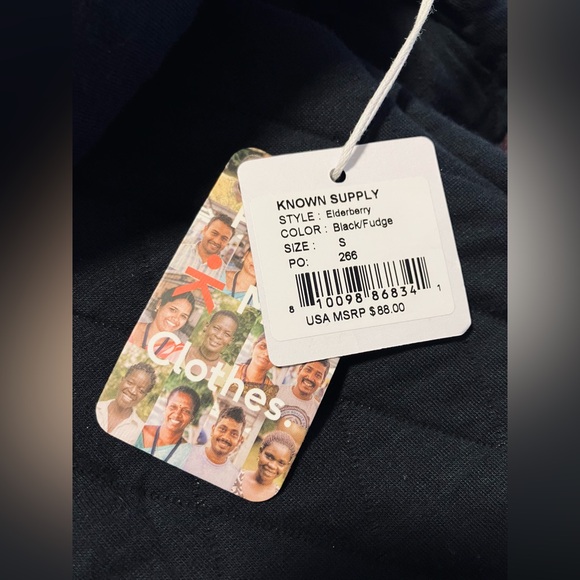 KNOWN SUPPLY
STYLE : Elderberry
COLOR : Black/Fudge
SIZE : S
PO: 266
8 10098 86834 1
USA MSRP $ 88.00
Clothes.